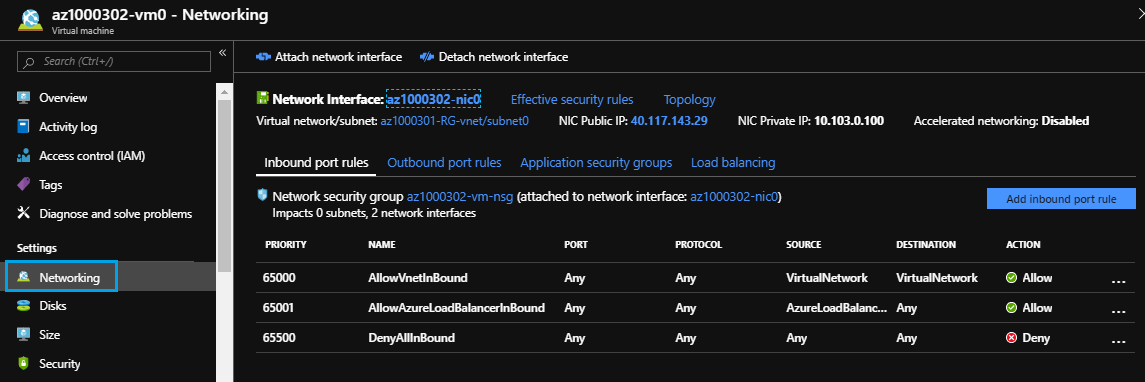 az1000302-vm0 - Networking
Virtual machine
Search (Ctrl+/)
«
Overview
Activity log
Access control (IAM)
Tags
Diagnose and solve problems
Settings
Networking
Disks
Size
Security
Attach network interface Detach network interface
Network Interface: az1000302-nic0 Effective security rules Topology
Virtual network/subnet: az1000301-RG-vnet/subnet0 NIC Public IP: 40.117.143.29 NIC Private IP: 10.103.0.100 Accelerated networking: Disabled
Inbound port rules Outbound port rules Application security groups Load balancing
Network security group az1000302-vm-nsg (attached to network interface: az1000302-nic0)
Impacts 0 subnets, 2 network interfaces
Add inbound port rule
PRIORITY NAME PORT PROTOCOL SOURCE DESTINATION ACTION
65000 AllowVnetInBound Any Any VirtualNetwork VirtualNetwork Allow ...
65001 AllowAzureLoadBalancerInBound Any Any AzureLoadBalanc... Any Allow ...
65500 DenyAllInBound Any Any Any Any Deny ...